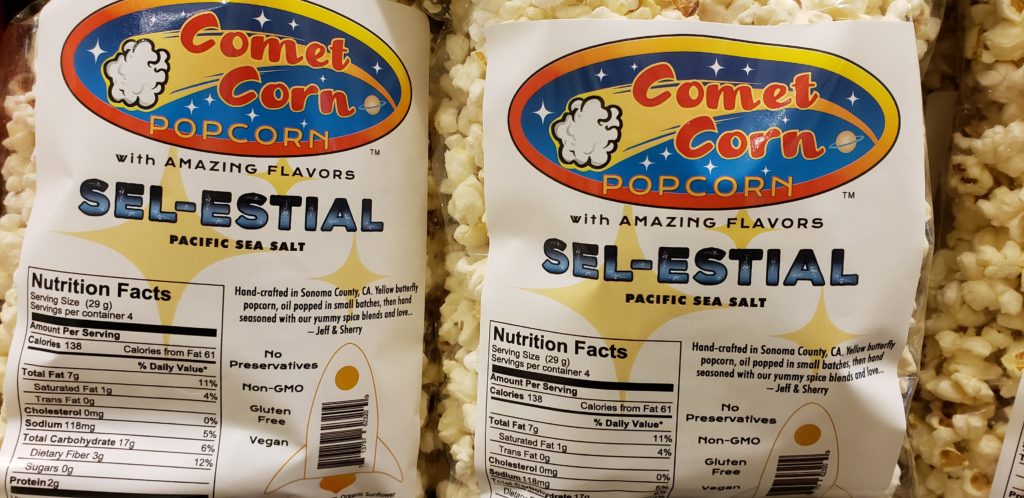 Comet
Corn
POPCORN
TM
with AMAZING FLAVORS
SEL-ESTIAL
PACIFIC SEA SALT
Nutrition Facts
Serving Size (29 g)
Servings per container 4
Amount Per Serving
Calories 138 Calories from Fat 61
% Daily Value*
Total Fat 7g 11%
Saturated Fat 1g 4%
Trans Fat 0g
Cholesterol 0mg 0%
Sodium 118mg 5%
Total Carbohydrate 17g 6%
Dietary Fiber 3g 12%
Sugars 0g
Protein 2g
Hand-crafted in Sonoma County, CA. Yellow butterfly
popcorn, oil popped in small batches, then hand
seasoned with our yummy spice blends and love...
– Jeff & Sherry
No
Preservatives
Non-GMO
Gluten
Free
Vegan
Organic Sunflower
Comet
Corn
POPCORN
TM
with AMAZING FLAVORS
SEL-ESTIAL
PACIFIC SEA SALT
Nutrition Facts
Serving Size (29 g)
Servings per container 4
Amount Per Serving
Calories 138 Calories from Fat 61
% Daily Value*
Total Fat 7g 11%
Saturated Fat 1g 4%
Trans Fat 0g
Cholesterol 0mg 0%
Sodium 118mg
Total Carbohydrate 17g
Dietary
Hand-crafted in Sonoma County, CA. Yellow butterfly
popcorn, oil popped in small batches, then hand
seasoned with our yummy spice blends and love...
– Jeff & Sherry
No
Preservatives
Non-GMO
Gluten
Free
Vegan